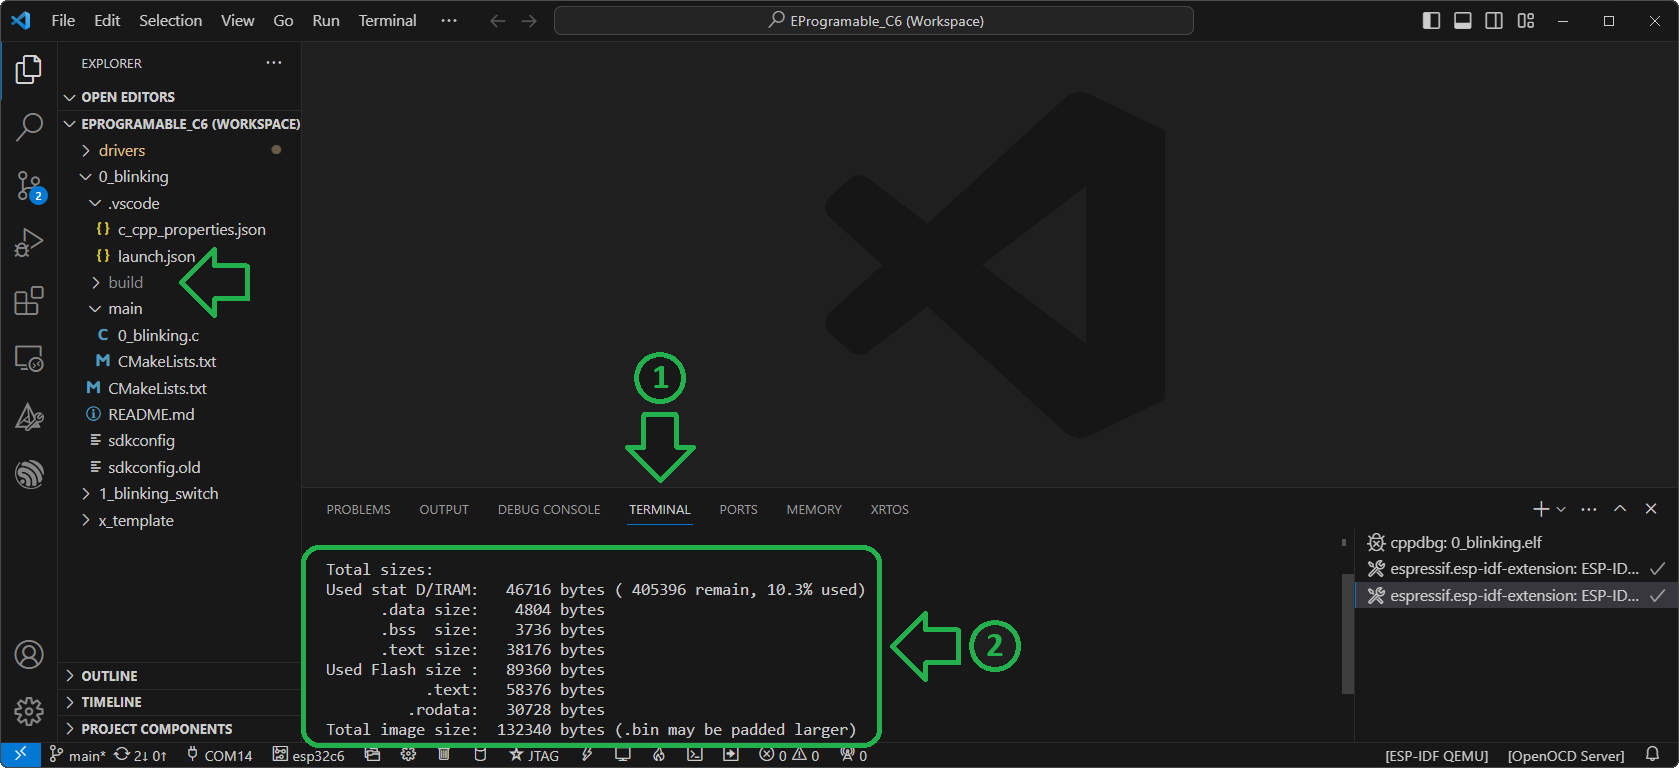 File Edit Selection View Go Run Terminal ··· EProgramable_C6 (Workspace)
EXPLORER ···
OPEN EDITORS
EPROGRAMABLE_C6 (WORKSPACE)
drivers
0_blinking
.vscode
{} c_cpp_properties.json
{} launch.json
build
main
C 0_blinking.c
M CMakeLists.txt
M CMakeLists.txt
README.md
sdkconfig
sdkconfig.old
1_blinking_switch
x_template
OUTLINE
TIMELINE
PROJECT COMPONENTS
2
1
PROBLEMS OUTPUT DEBUG CONSOLE TERMINAL PORTS MEMORY XRTOS
Total sizes:
Used stat D/IRAM: 46716 bytes ( 405396 remain, 10.3% used)
.data size: 4804 bytes
.bss size: 3736 bytes
.text size: 38176 bytes
Used Flash size : 89360 bytes
.text: 58376 bytes
.rodata: 30728 bytes
Total image size: 132340 bytes (.bin may be padded larger)
2
cppdbg: 0_blinking.elf
espressif.esp-idf-extension: ESP-ID...
espressif.esp-idf-extension: ESP-ID...
main* 2↓ 0↑ COM14 esp32c6 JTAG 0 0 0 [ESP-IDF QEMU] [OpenOCD Server]